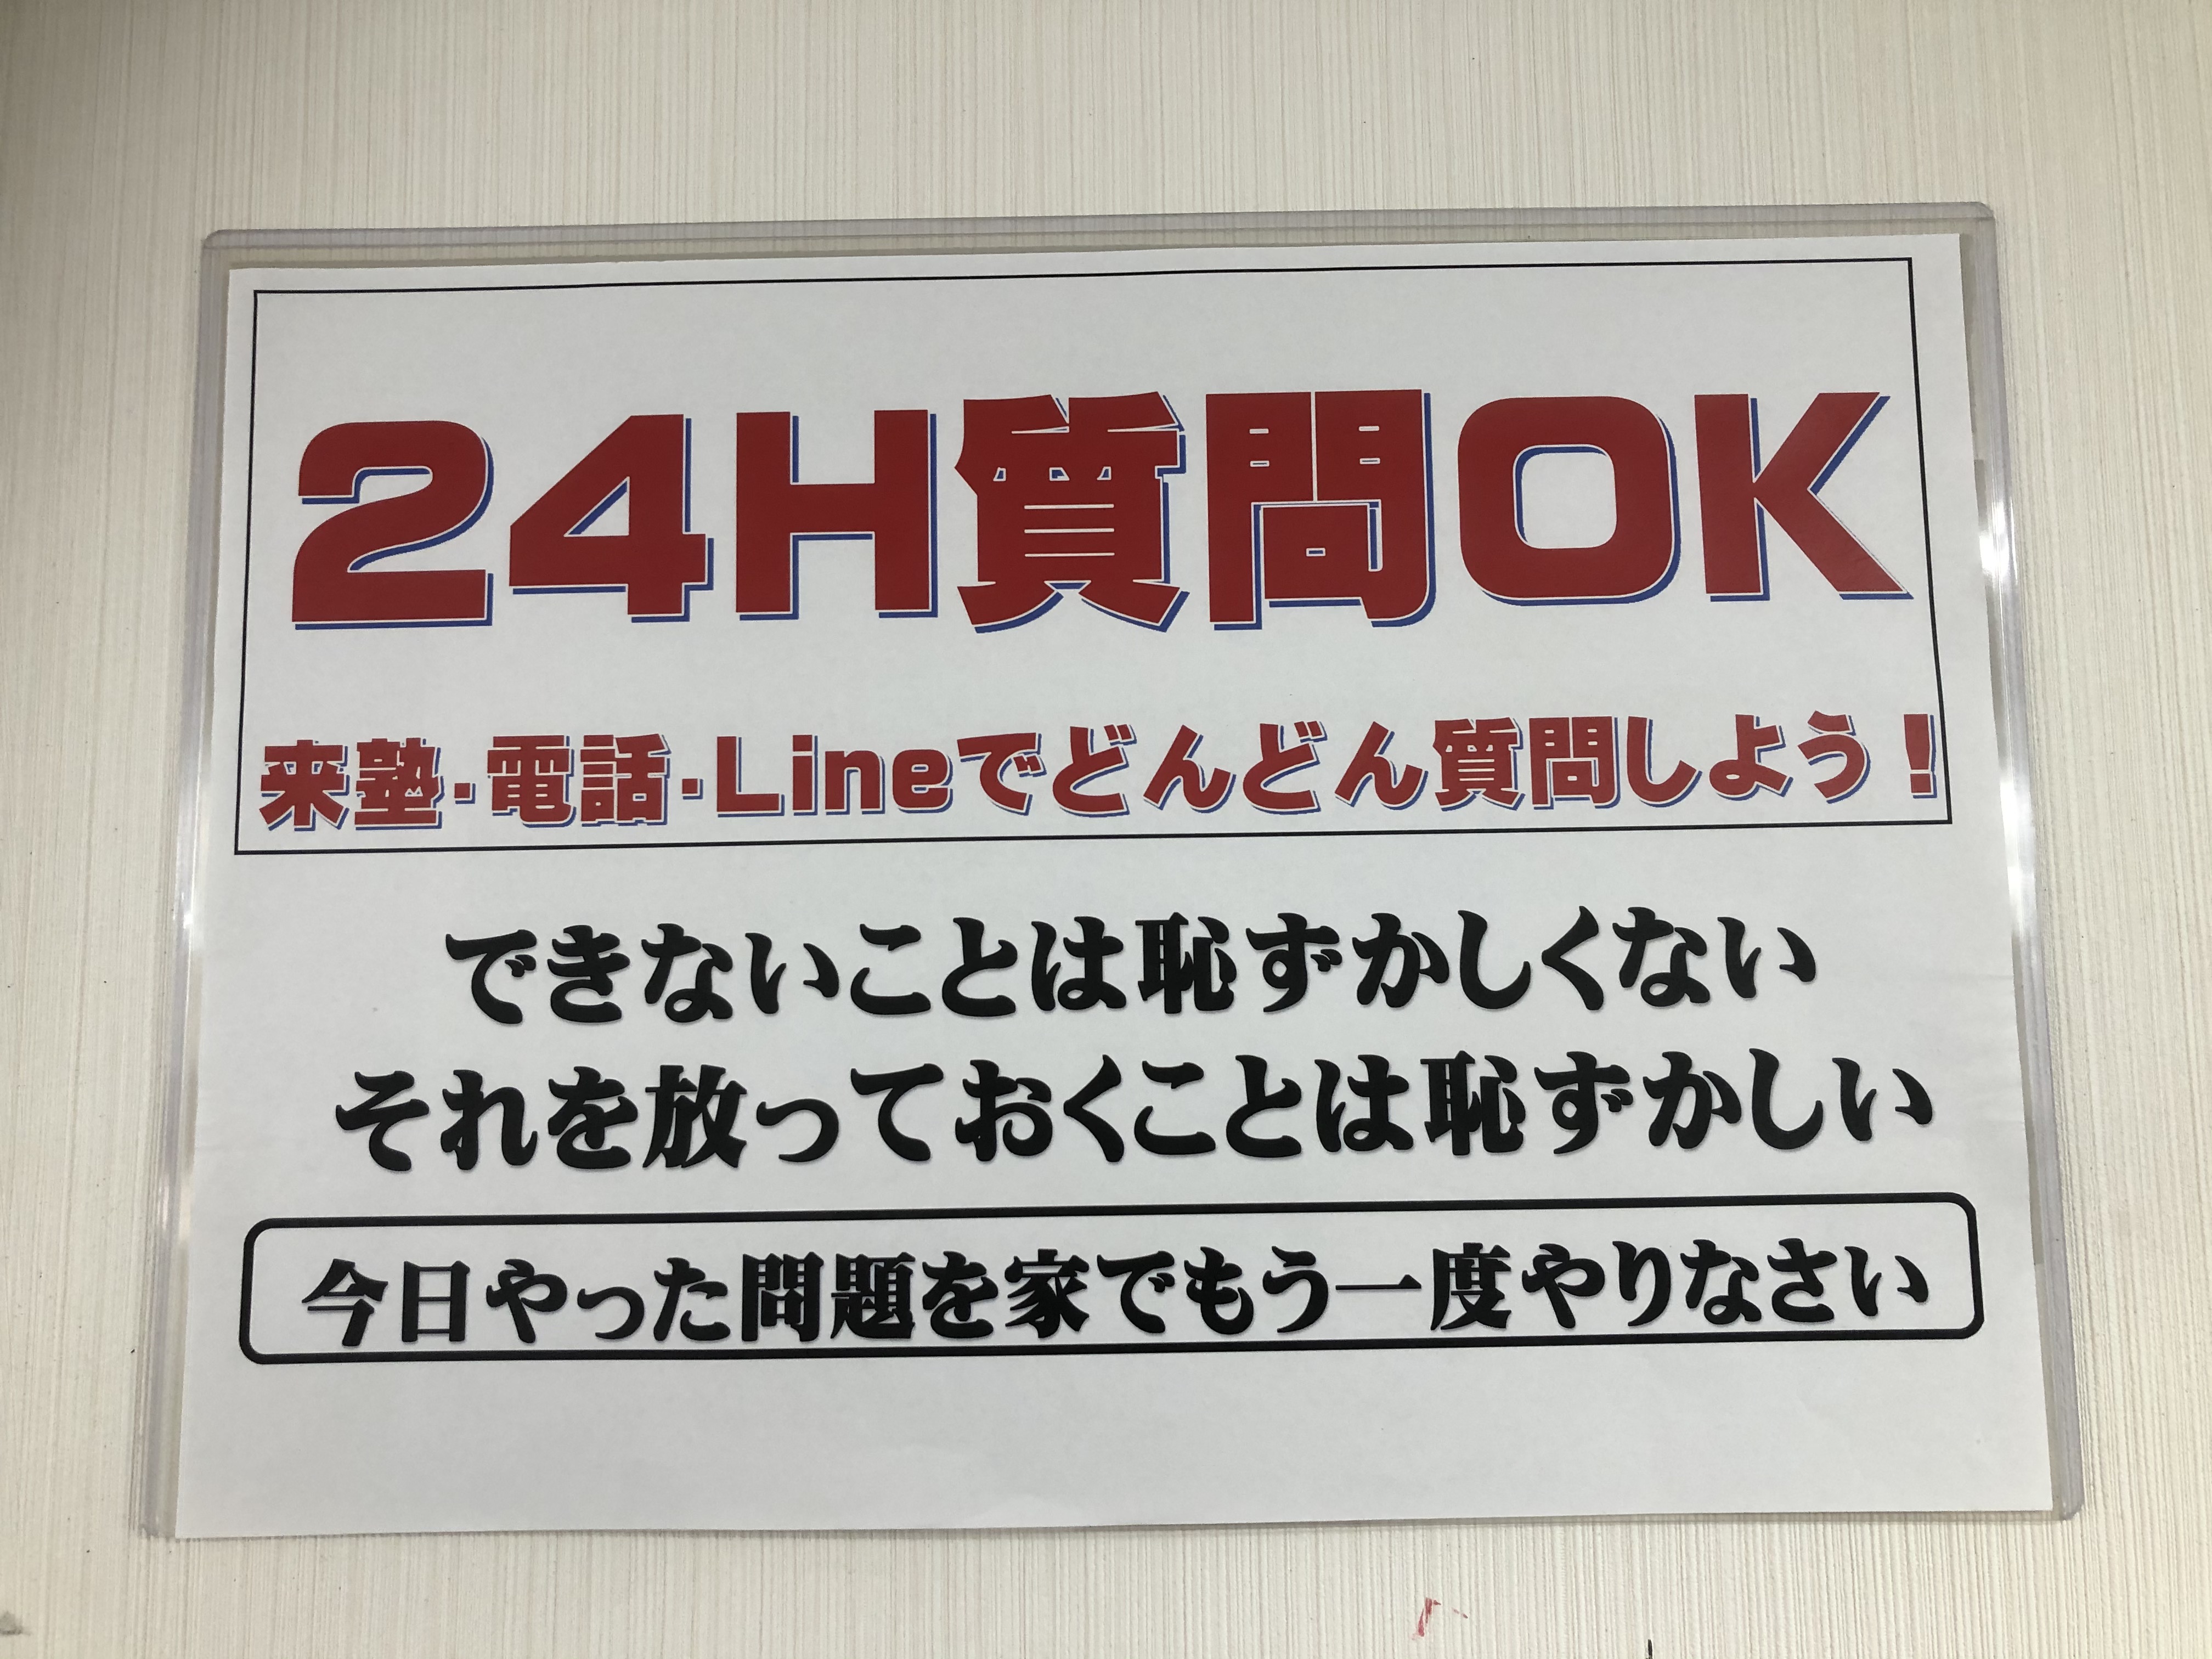 24H質問OK
来塾・電話・Lineでどんどん質問しよう！
できないことは恥ずかしくない
それを放っておくことは恥ずかしい
今日やった問題を家でもう一度やりなさい